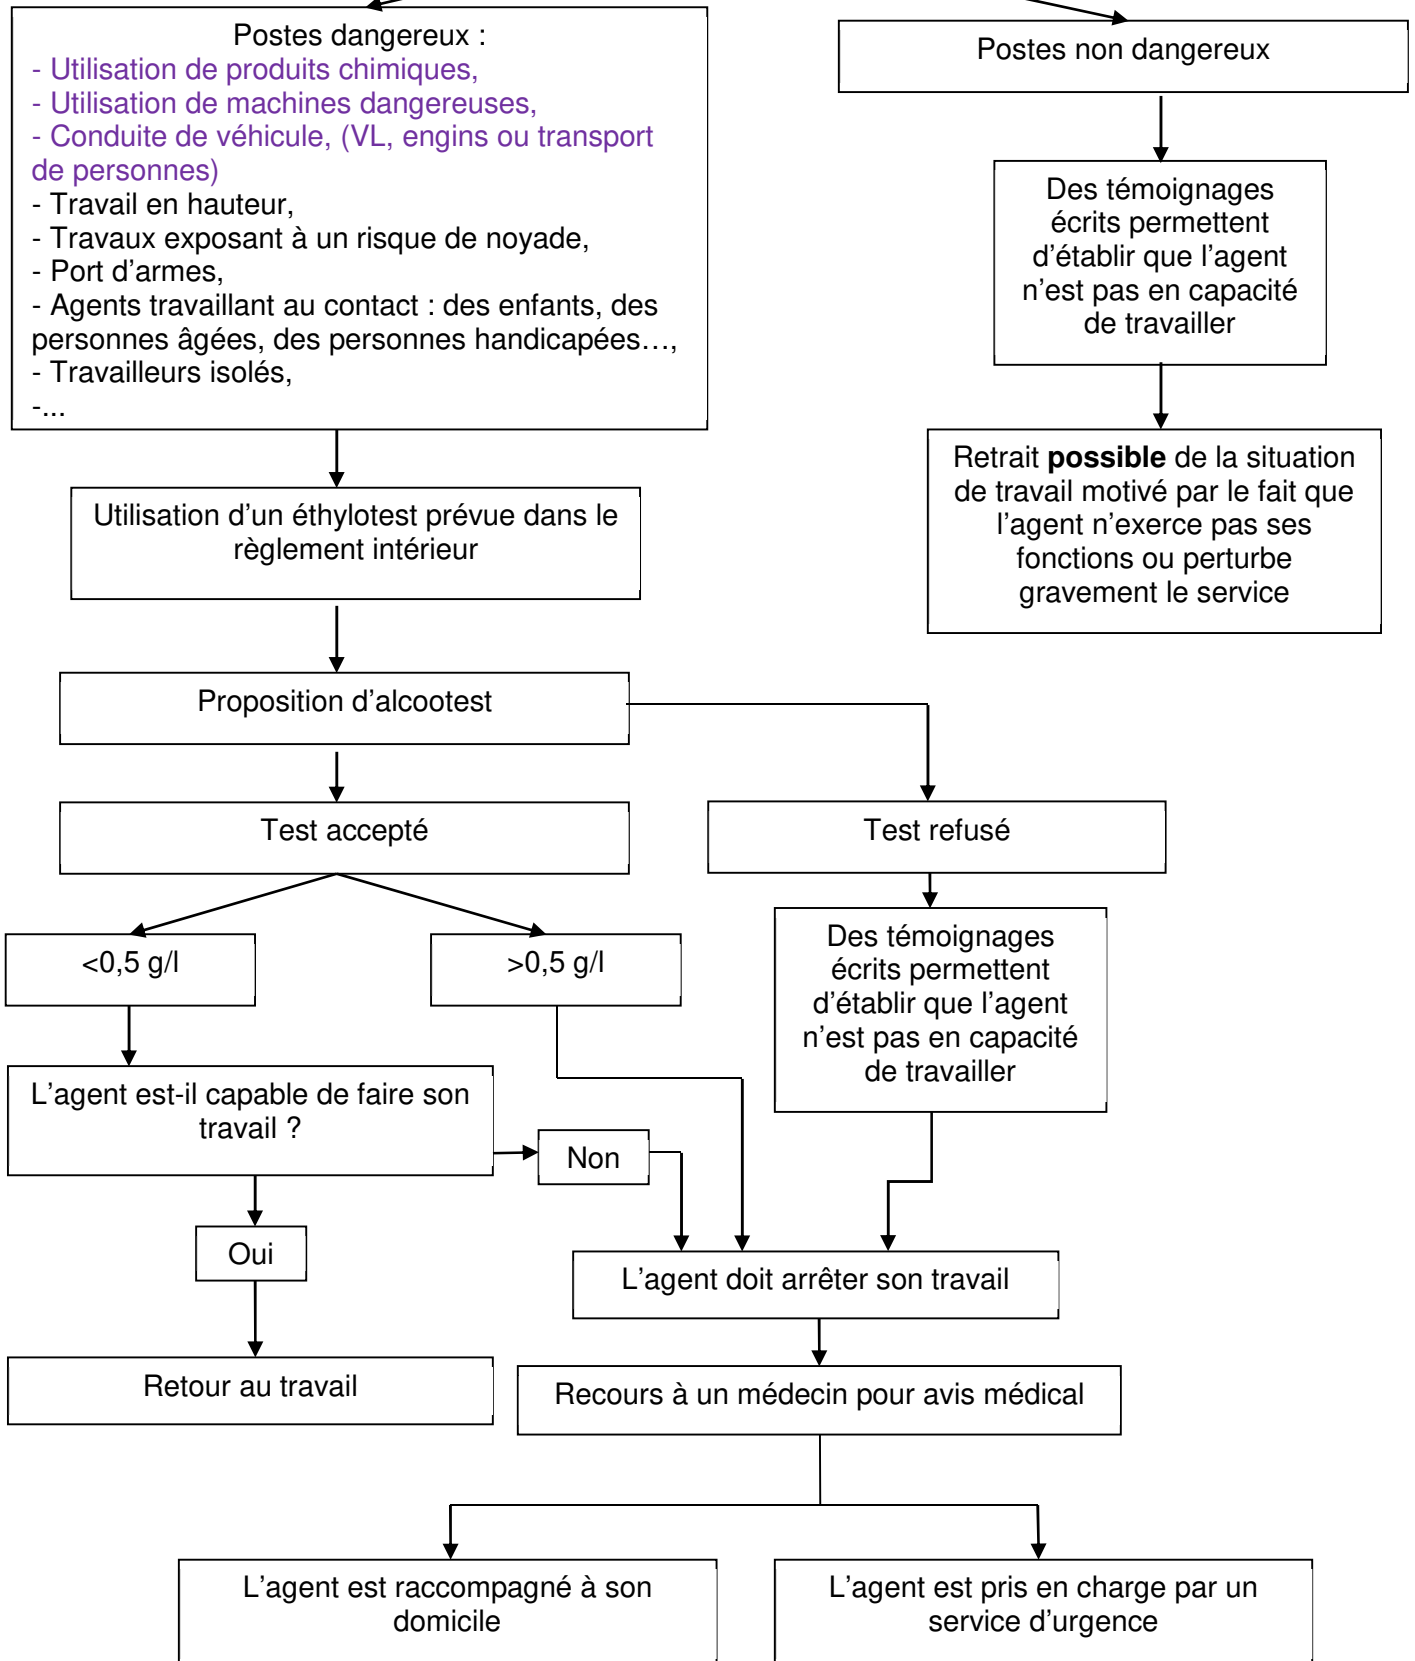 Postes dangereux :
- Utilisation de produits chimiques,
- Utilisation de machines dangereuses,
- Conduite de véhicule, (VL, engins ou transport
de personnes)
- Travail en hauteur,
- Travaux exposant à un risque de noyade,
- Port d’armes,
- Agents travaillant au contact : des enfants, des
personnes âgées, des personnes handicapées…,
- Travailleurs isolés,
-...
Postes non dangereux
Des témoignages
écrits permettent
d’établir que l’agent
n’est pas en capacité
de travailler
Retrait possible de la situation
de travail motivé par le fait que
l’agent n’exerce pas ses
fonctions ou perturbe
gravement le service
Utilisation d’un éthylotest prévue dans le
règlement intérieur
Proposition d’alcootest
Test accepté
Test refusé
<0,5 g/l
>0,5 g/l
Des témoignages
écrits permettent
d’établir que l’agent
n’est pas en capacité
de travailler
L’agent est-il capable de faire son
travail ?
Non
Oui
L’agent doit arrêter son travail
Retour au travail
Recours à un médecin pour avis médical
L’agent est raccompagné à son
domicile
L’agent est pris en charge par un
service d’urgence